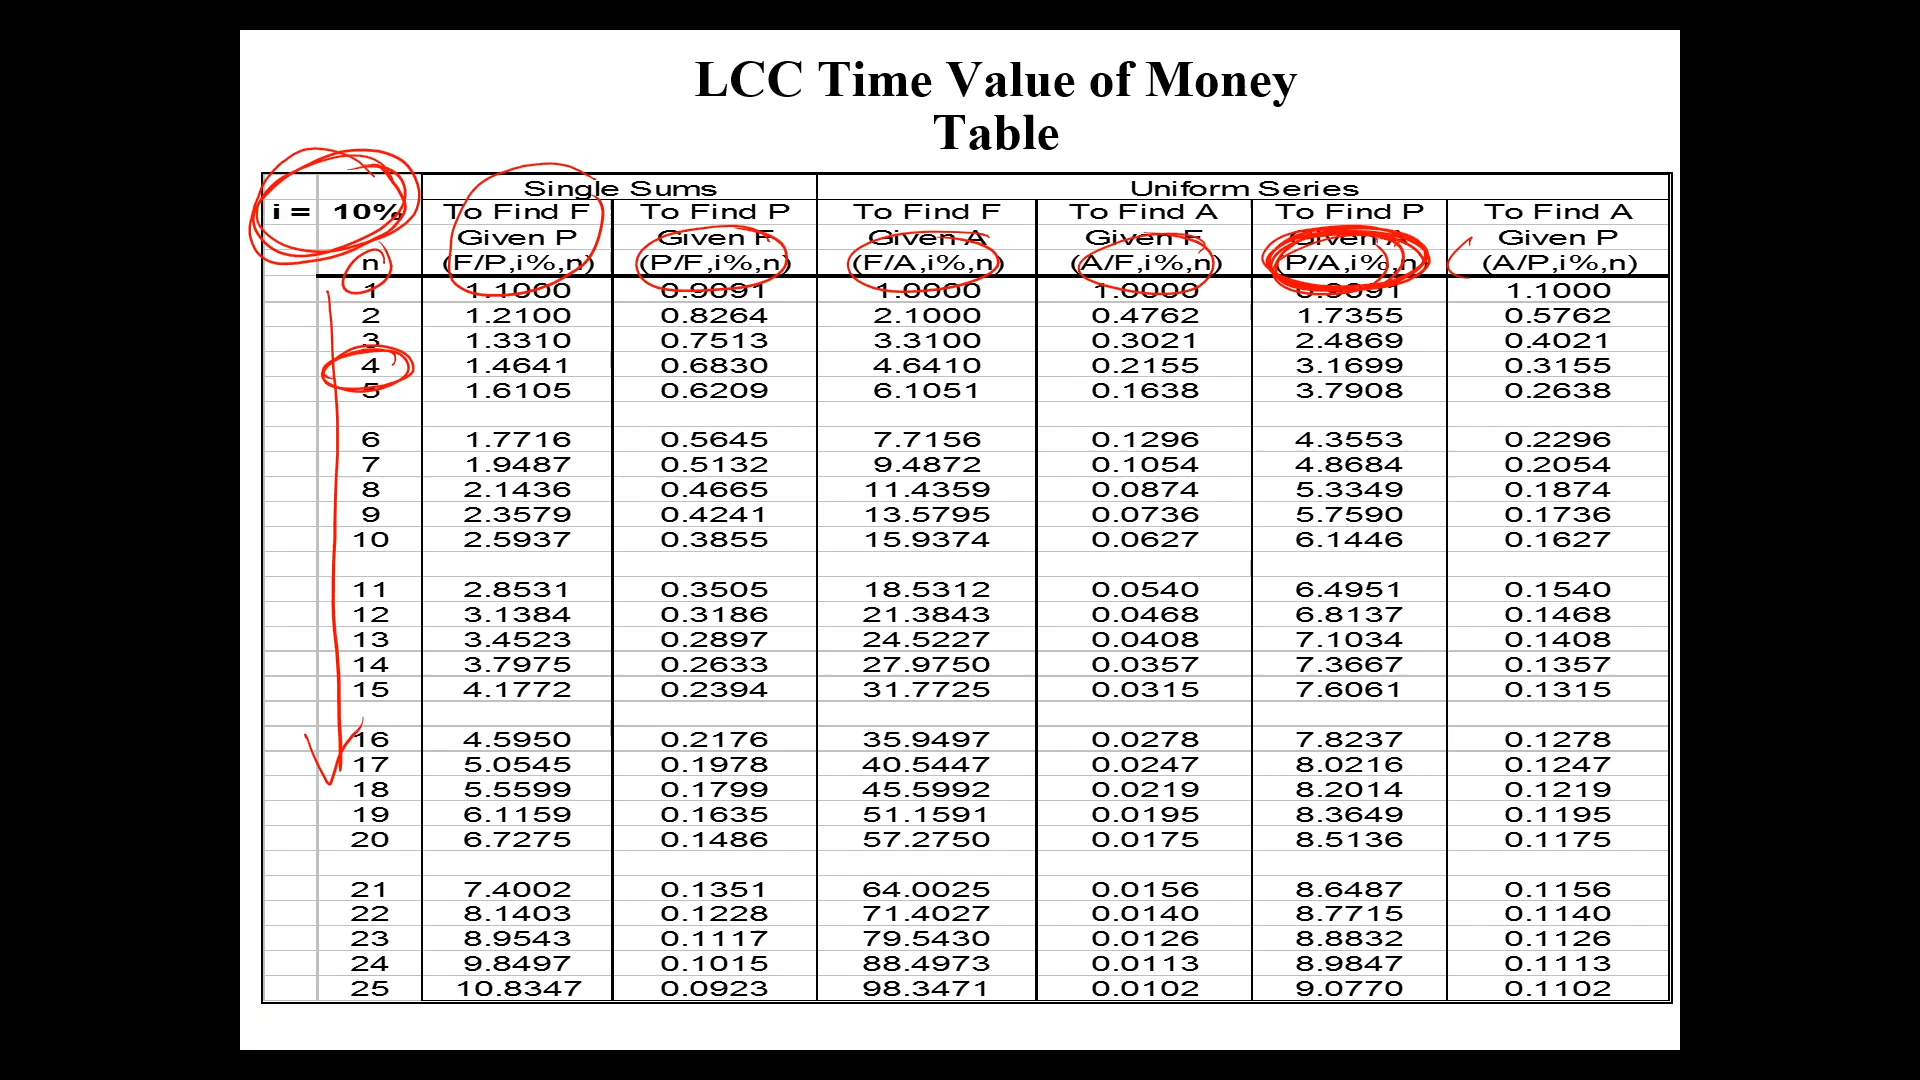 LCC Time Value of Money
Table
Single Sums Uniform Series
i = 10% To Find F To Find P To Find F To Find A To Find P To Find A
Given P Given F Given A Given F Given A Given P
n (F/P,i%,n) (P/F,i%,n) (F/A,i%,n) (A/F,i%,n) (P/A,i%,n) (A/P,i%,n)
1 1.1000 0.9091 1.0000 1.0000 0.9091 1.1000
2 1.2100 0.8264 2.1000 0.4762 1.7355 0.5762
3 1.3310 0.7513 3.3100 0.3021 2.4869 0.4021
4 1.4641 0.6830 4.6410 0.2155 3.1699 0.3155
5 1.6105 0.6209 6.1051 0.1638 3.7908 0.2638
6 1.7716 0.5645 7.7156 0.1296 4.3553 0.2296
7 1.9487 0.5132 9.4872 0.1054 4.8684 0.2054
8 2.1436 0.4665 11.4359 0.0874 5.3349 0.1874
9 2.3579 0.4241 13.5795 0.0736 5.7590 0.1736
10 2.5937 0.3855 15.9374 0.0627 6.1446 0.1627
11 2.8531 0.3505 18.5312 0.0540 6.4951 0.1540
12 3.1384 0.3186 21.3843 0.0468 6.8137 0.1468
13 3.4523 0.2897 24.5227 0.0408 7.1034 0.1408
14 3.7975 0.2633 27.9750 0.0357 7.3667 0.1357
15 4.1772 0.2394 31.7725 0.0315 7.6061 0.1315
16 4.5950 0.2176 35.9497 0.0278 7.8237 0.1278
17 5.0545 0.1978 40.5447 0.0247 8.0216 0.1247
18 5.5599 0.1799 45.5992 0.0219 8.2014 0.1219
19 6.1159 0.1635 51.1591 0.0195 8.3649 0.1195
20 6.7275 0.1486 57.2750 0.0175 8.5136 0.1175
21 7.4002 0.1351 64.0025 0.0156 8.6487 0.1156
22 8.1403 0.1228 71.4027 0.0140 8.7715 0.1140
23 8.9543 0.1117 79.5430 0.0126 8.8832 0.1126
24 9.8497 0.1015 88.4973 0.0113 8.9847 0.1113
25 10.8347 0.0923 98.3471 0.0102 9.0770 0.1102